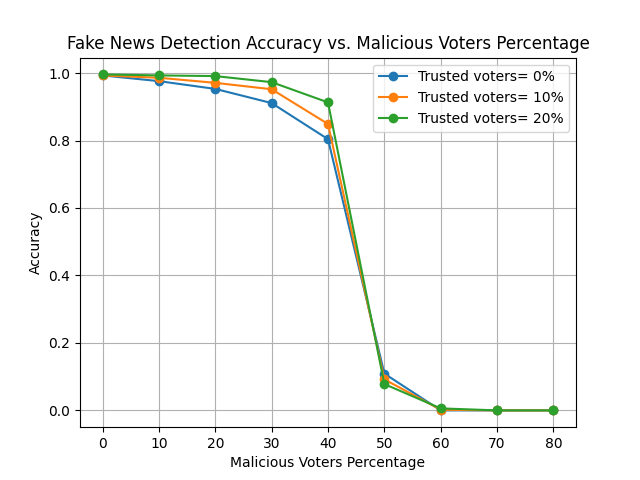 Fake News Detection Accuracy vs. Malicious Voters Percentage
Trusted voters= 0%
Trusted voters= 10%
Trusted voters= 20%
1.0
0.8
0.6
0.4
0.2
0.0
Accuracy
0 10 20 30 40 50 60 70 80
Malicious Voters Percentage